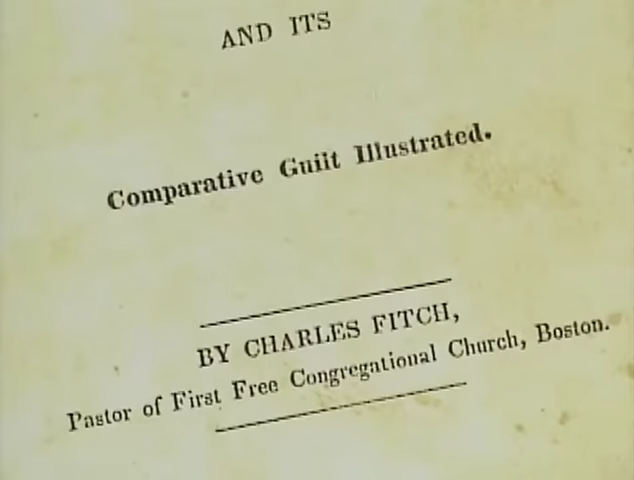 AND ITS
Comparative Guilt Illustrated.
BY CHARLES FITCH,
Pastor of First Free Congregational Church, Boston.